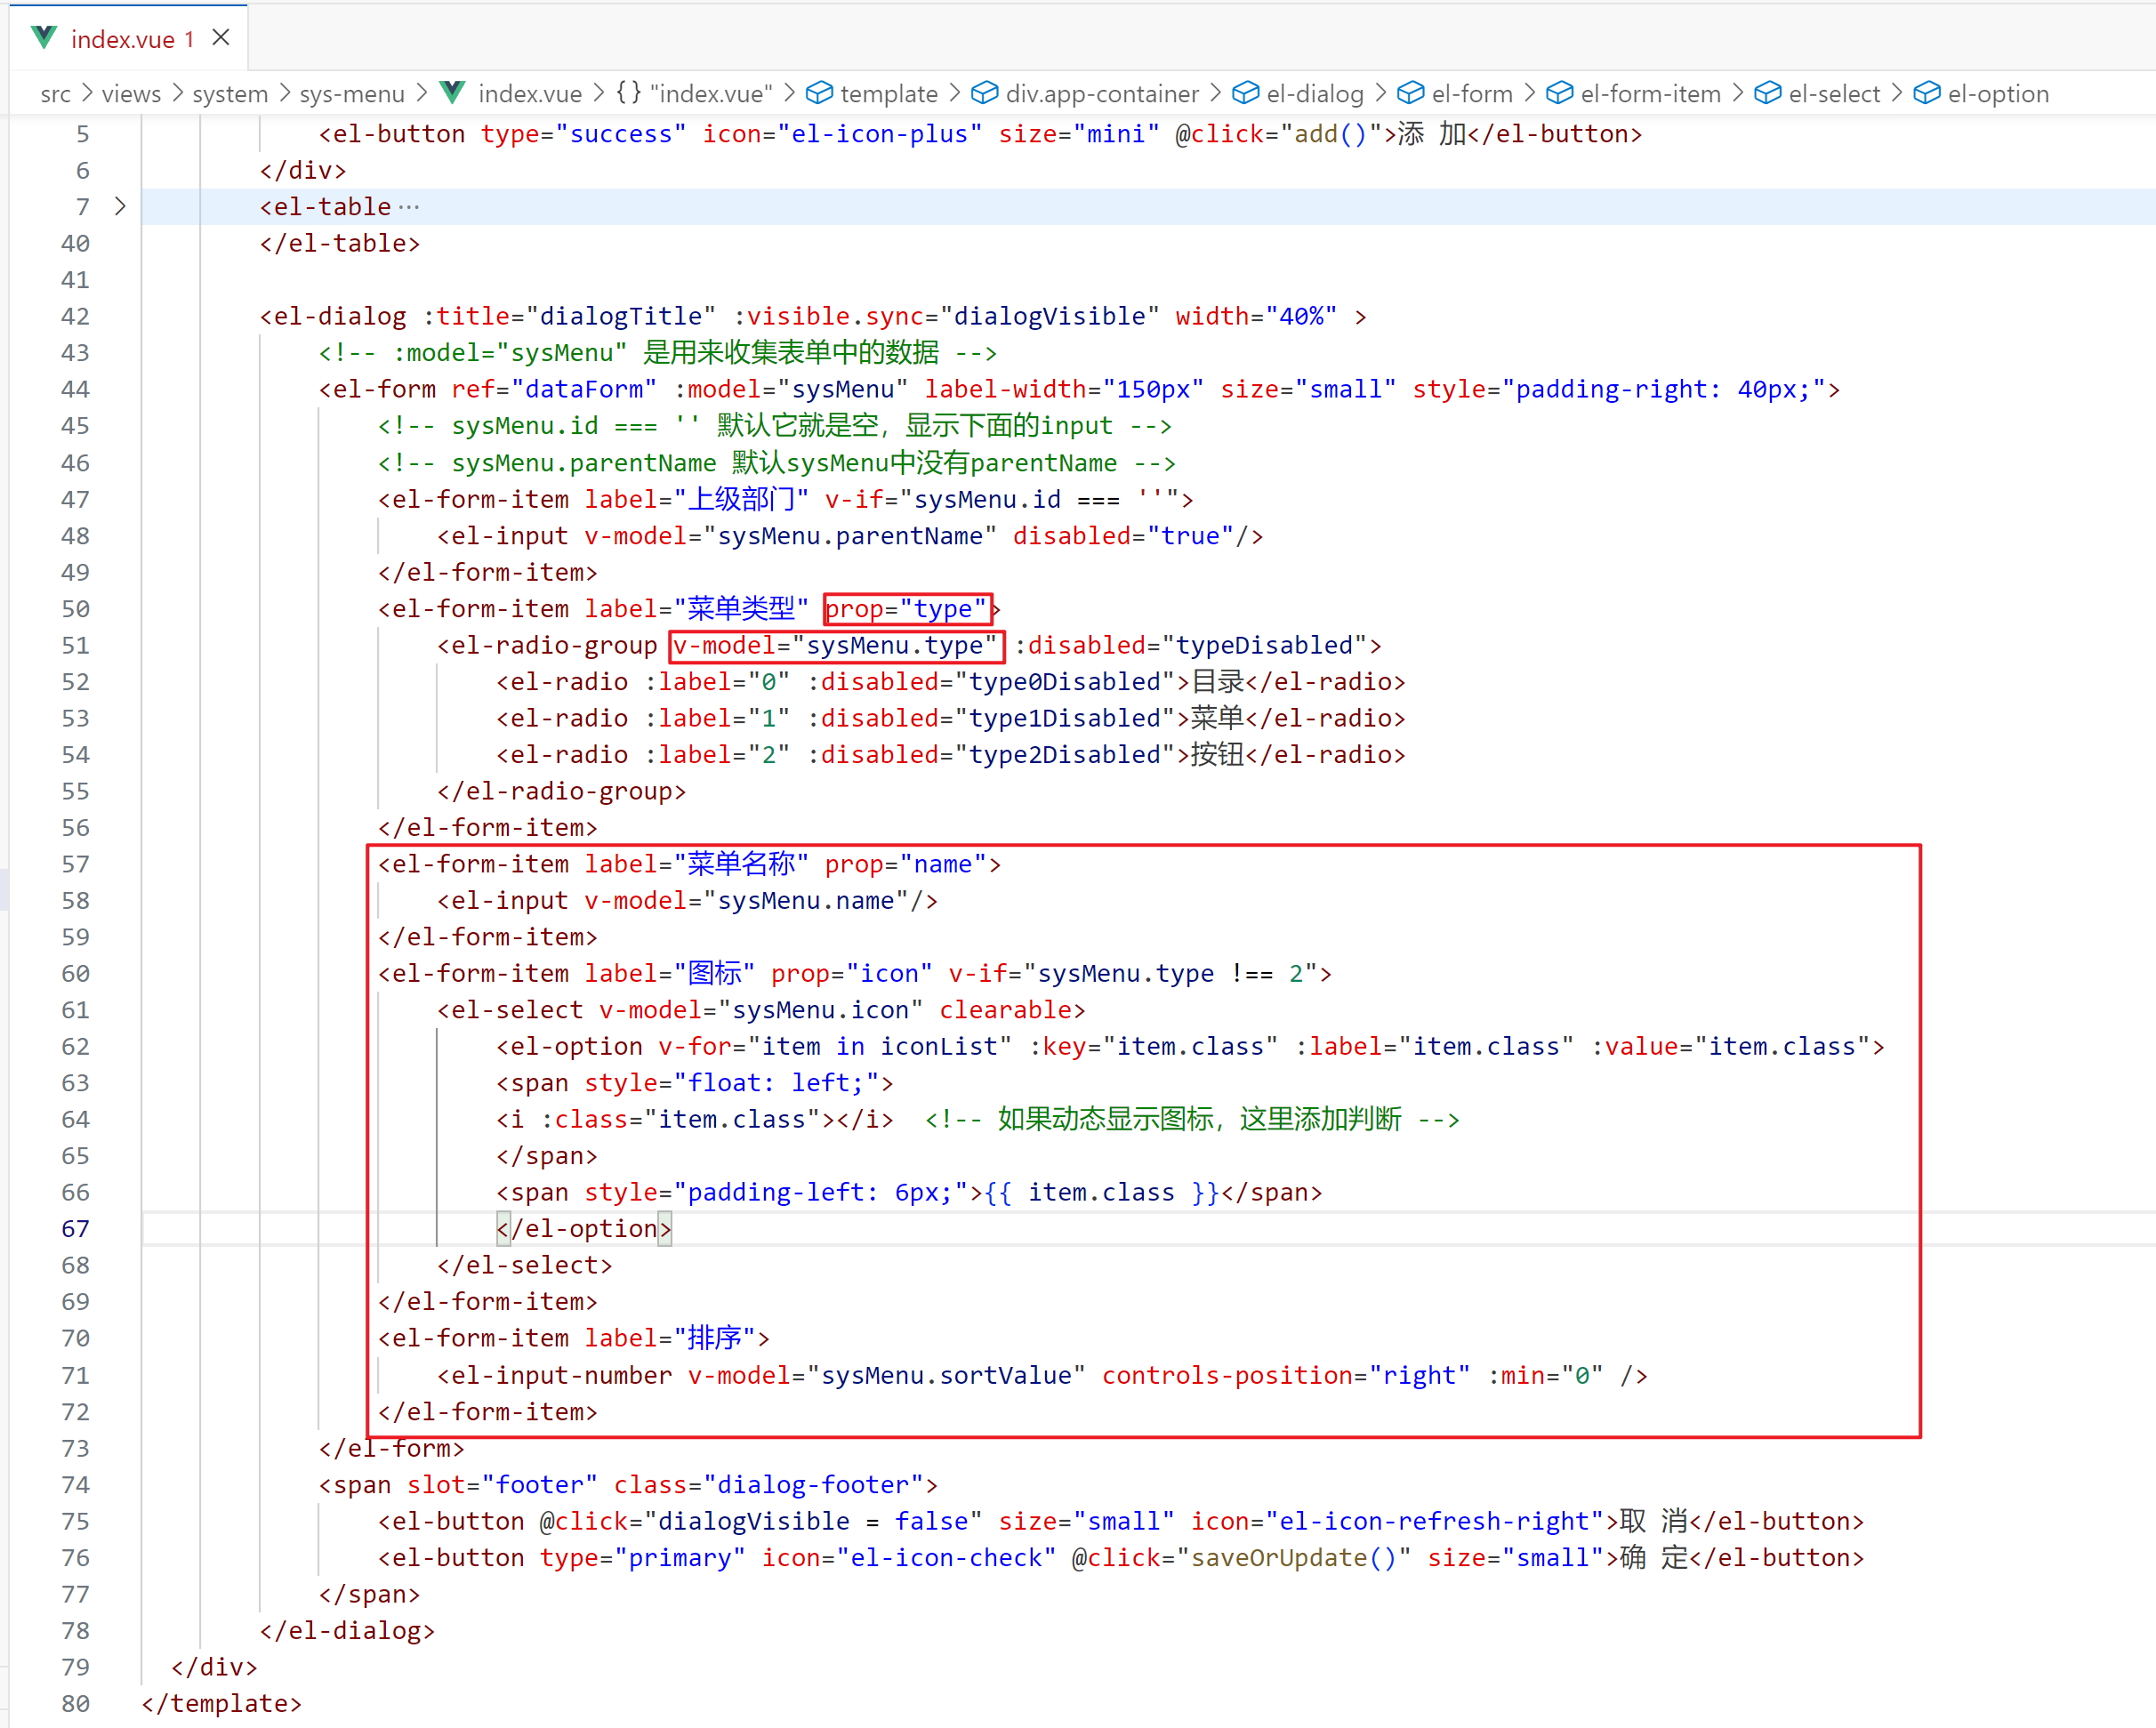 index.vue 1
src > views > system > sys-menu > index.vue > {} "index.vue" > template > div.app-container > el-dialog > el-form > el-form-item > el-select > el-option
5 <el-button type="success" icon="el-icon-plus" size="mini" @click="add()">添 加</el-button>
6 </div>
7 > <el-table ···
40 </el-table>
41
42 <el-dialog :title="dialogTitle" :visible.sync="dialogVisible" width="40%" >
43 <!-- :model="sysMenu" 是用来收集表单中的数据 -->
44 <el-form ref="dataForm" :model="sysMenu" label-width="150px" size="small" style="padding-right: 40px;">
45 <!-- sysMenu.id === '' 默认它就是空，显示下面的input -->
46 <!-- sysMenu.parentName 默认sysMenu中没有parentName -->
47 <el-form-item label="上级部门" v-if="sysMenu.id === ''">
48 <el-input v-model="sysMenu.parentName" disabled="true"/>
49 </el-form-item>
50 <el-form-item label="菜单类型" prop="type">
51 <el-radio-group v-model="sysMenu.type" :disabled="typeDisabled">
52 <el-radio :label="0" :disabled="type0Disabled">目录</el-radio>
53 <el-radio :label="1" :disabled="type1Disabled">菜单</el-radio>
54 <el-radio :label="2" :disabled="type2Disabled">按钮</el-radio>
55 </el-radio-group>
56 </el-form-item>
57 <el-form-item label="菜单名称" prop="name">
58 <el-input v-model="sysMenu.name"/>
59 </el-form-item>
60 <el-form-item label="图标" prop="icon" v-if="sysMenu.type !== 2">
61 <el-select v-model="sysMenu.icon" clearable>
62 <el-option v-for="item in iconList" :key="item.class" :label="item.class" :value="item.class">
63 <span style="float: left;">
64 <i :class="item.class"></i>  <!-- 如果动态显示图标，这里添加判断 -->
65 </span>
66 <span style="padding-left: 6px;">{{ item.class }}</span>
67 </el-option>
68 </el-select>
69 </el-form-item>
70 <el-form-item label="排序">
71 <el-input-number v-model="sysMenu.sortValue" controls-position="right" :min="0" />
72 </el-form-item>
73 </el-form>
74 <span slot="footer" class="dialog-footer">
75 <el-button @click="dialogVisible = false" size="small" icon="el-icon-refresh-right">取 消</el-button>
76 <el-button type="primary" icon="el-icon-check" @click="saveOrUpdate()" size="small">确 定</el-button>
77 </span>
78 </el-dialog>
79 </div>
80 </template>